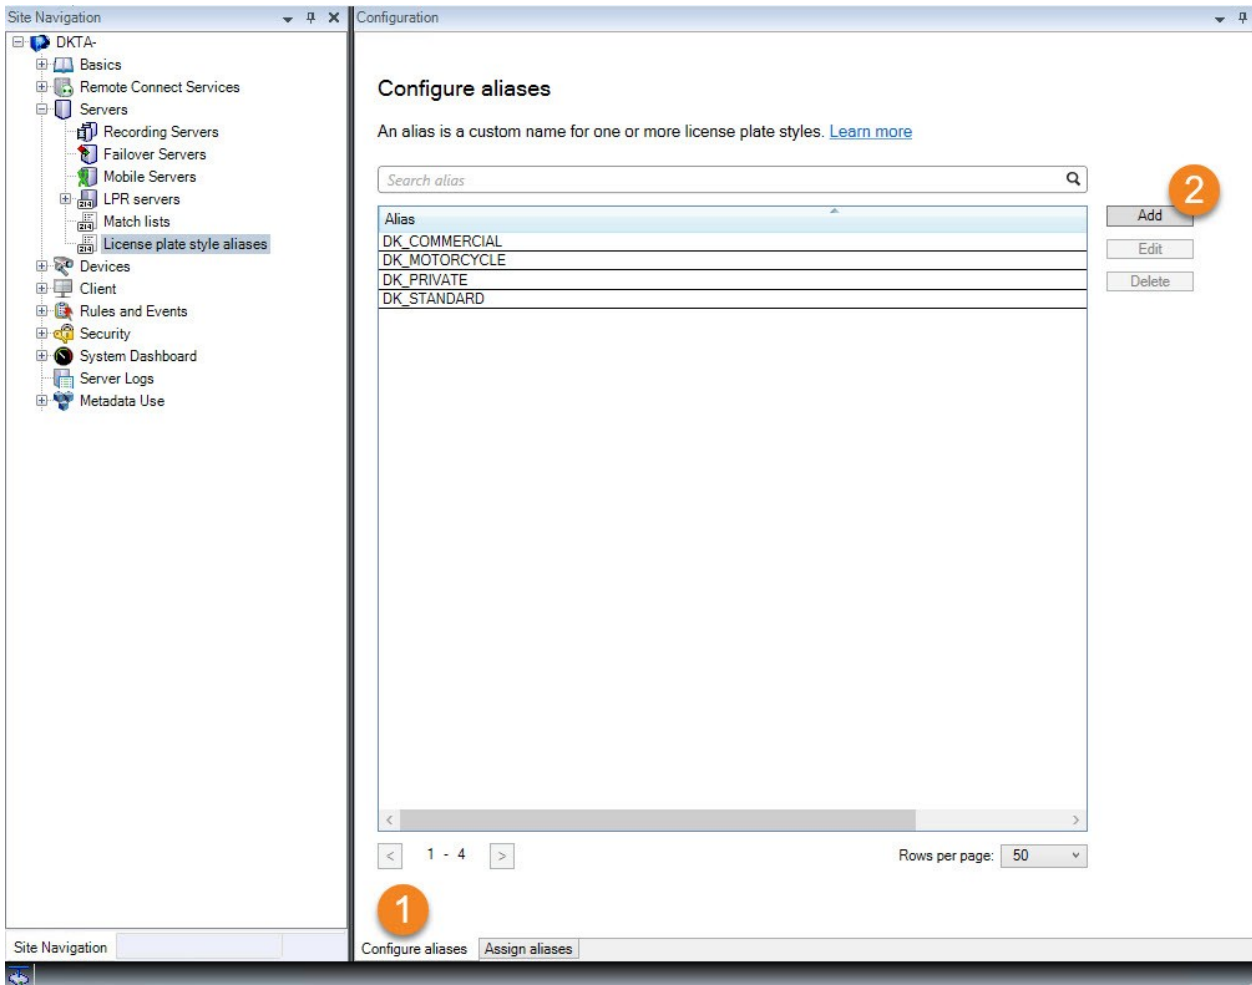 Site Navigation
DKTA-
Basics
Remote Connect Services
Servers
Recording Servers
Failover Servers
Mobile Servers
LPR servers
Match lists
License plate style aliases
Devices
Client
Rules and Events
Security
System Dashboard
Server Logs
Metadata Use
Site Navigation
Configuration
Configure aliases
An alias is a custom name for one or more license plate styles. Learn more
Search alias
2
Alias
Add
DK_COMMERCIAL
DK_MOTORCYCLE
DK_PRIVATE
DK_STANDARD
Edit
Delete
< 1 - 4 >
Rows per page: 50
1
Configure aliases Assign aliases